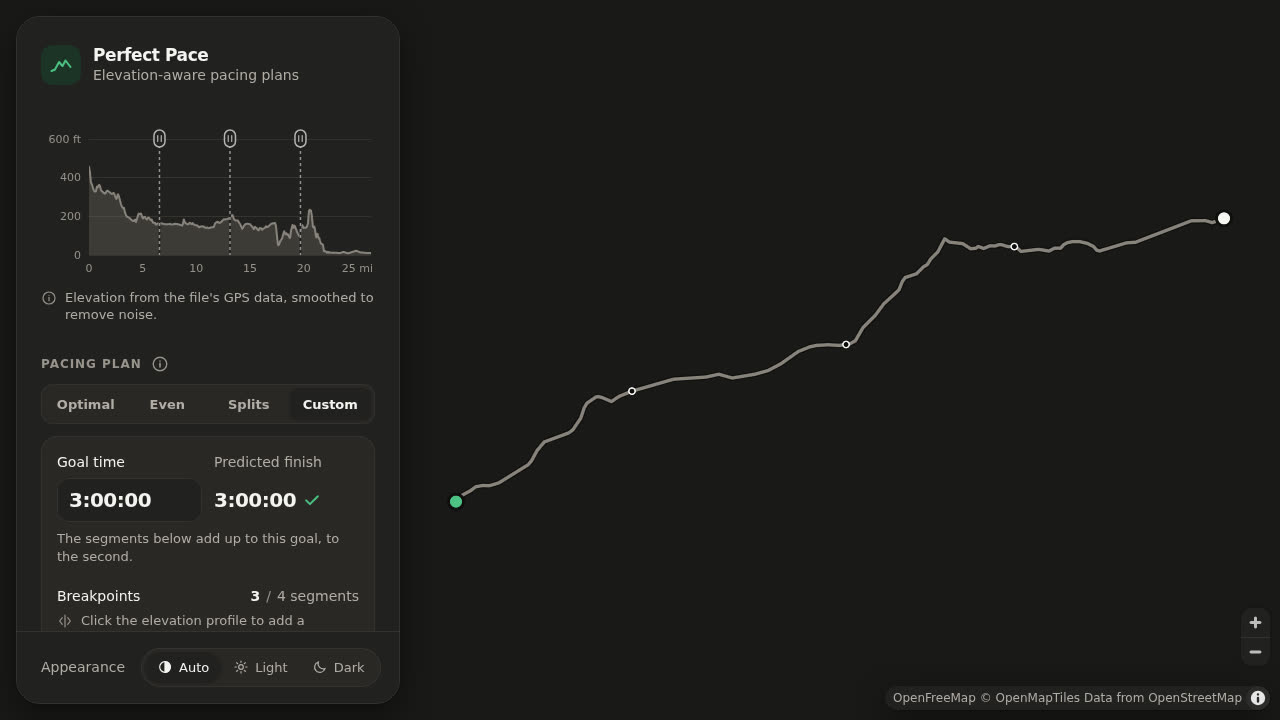 Perfect Pace
Elevation-aware pacing plans
600 ft
400
200
0
0 5 10 15 20 25 mi
Elevation from the file's GPS data, smoothed to
remove noise.
PACING PLAN
Optimal Even Splits Custom
Goal time Predicted finish
3:00:00 3:00:00
The segments below add up to this goal, to
the second.
Breakpoints 3 / 4 segments
Click the elevation profile to add a
Appearance Auto Light Dark
OpenFreeMap © OpenMapTiles Data from OpenStreetMap